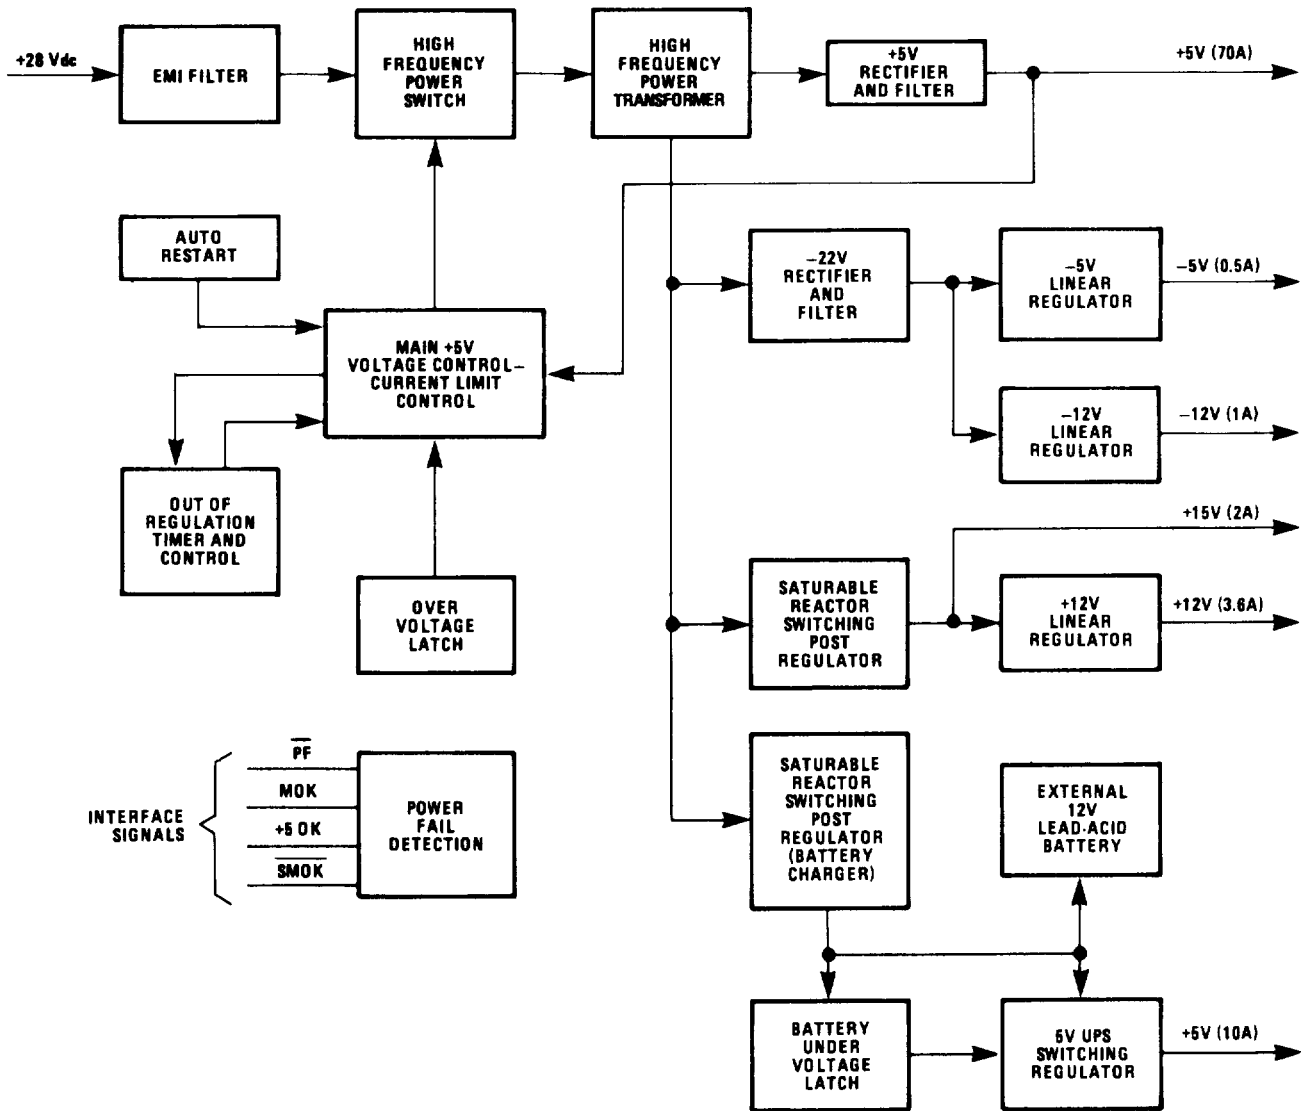 +28 Vdc
EMI FILTER
HIGH
FREQUENCY
POWER
SWITCH
HIGH
FREQUENCY
POWER
TRANSFORMER
+5V
RECTIFIER
AND FILTER
+5V (70A)
AUTO
RESTART
MAIN +5V
VOLTAGE CONTROL–
CURRENT LIMIT
CONTROL
–22V
RECTIFIER
AND
FILTER
–5V
LINEAR
REGULATOR
–5V (0.5A)
–12V
LINEAR
REGULATOR
–12V (1A)
OUT OF
REGULATION
TIMER AND
CONTROL
OVER
VOLTAGE
LATCH
SATURABLE
REACTOR
SWITCHING
POST
REGULATOR
+15V (2A)
+12V
LINEAR
REGULATOR
+12V (3.6A)
INTERFACE
SIGNALS
P̅F̅
MOK
+5 OK
S̅M̅O̅K̅
POWER
FAIL
DETECTION
SATURABLE
REACTOR
SWITCHING
POST
REGULATOR
(BATTERY
CHARGER)
EXTERNAL
12V
LEAD-ACID
BATTERY
BATTERY
UNDER
VOLTAGE
LATCH
5V UPS
SWITCHING
REGULATOR
+5V (10A)